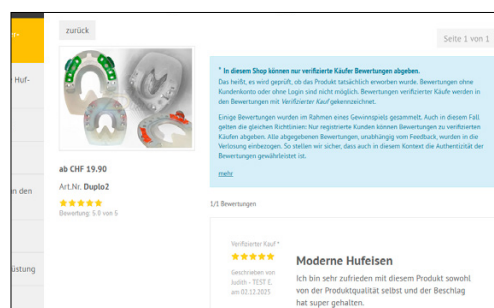 r-
zurück
Seite 1 von 1
Huf-
* In diesem Shop können nur verifizierte Käufer Bewertungen abgeben.
Das heißt, es wird geprüft, ob das Produkt tatsächlich erworben wurde. Bewertungen ohne
Kundenkonto oder ohne Login sind nicht möglich. Bewertungen verifizierter Käufe werden in
den Bewertungen mit Verifizierter Kauf gekennzeichnet.
Einige Bewertungen wurden im Rahmen eines Gewinnspiels gesammelt. Auch in diesem Fall
gelten die gleichen Richtlinien: Nur registrierte Kunden können Bewertungen zu verifizierten
Käufen abgeben. Alle abgegebenen Bewertungen, unabhängig vom Feedback, wurden in die
Verlosung einbezogen. So stellen wir sicher, dass auch in diesem Kontext die Authentizität der
Bewertungen gewährleistet ist.
mehr
ab CHF 19.90
Art.Nr. Duplo2
n den
Bewertung: 5.0 von 5
1/1 Bewertungen
Verifizierter Kauf *
Moderne Hufeisen
Geschrieben von
Judith - TEST E.
am 02.12.2025
üstung
Ich bin sehr zufrieden mit diesem Produkt sowohl
von der Produktqualität selbst und der Beschlag
hat super gehalten.